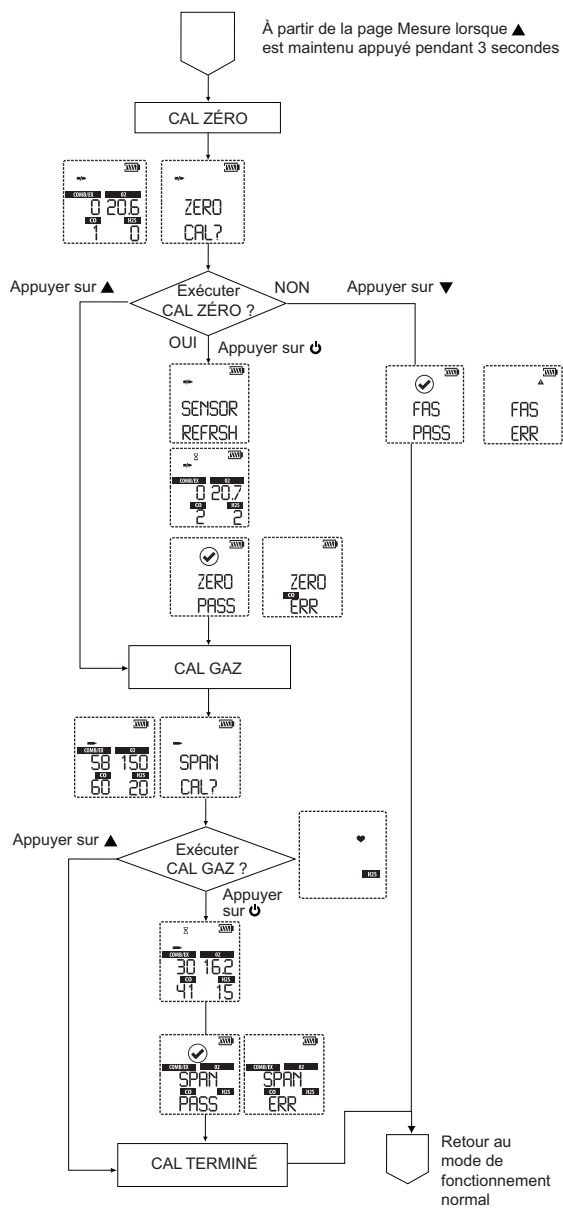 À partir de la page Mesure lorsque ▲
est maintenu appuyé pendant 3 secondes
CAL ZÉRO
COMB/EX O2
0 20.6
CO H2S
1 0
ZERO
CAL?
Appuyer sur ▲
Exécuter
CAL ZÉRO ?
NON
Appuyer sur ▼
OUI
Appuyer sur ⏻
SENSOR
REFRSH
COMB/EX O2
0 20.7
CO H2S
2 2
FAS
PASS
FAS
ERR
ZERO
PASS
ZERO
CO
ERR
CAL GAZ
COMB/EX O2
58 150
CO H2S
60 20
SPAN
CAL?
Appuyer sur ▲
Exécuter
CAL GAZ ?
H2S
Appuyer
sur ⏻
COMB/EX O2
30 16.2
CO H2S
41 15
COMB/EX O2
SPAN
CO H2S
PASS
COMB/EX O2
SPAN
CO H2S
ERR
CAL TERMINÉ
Retour au
mode de
fonctionnement
normal